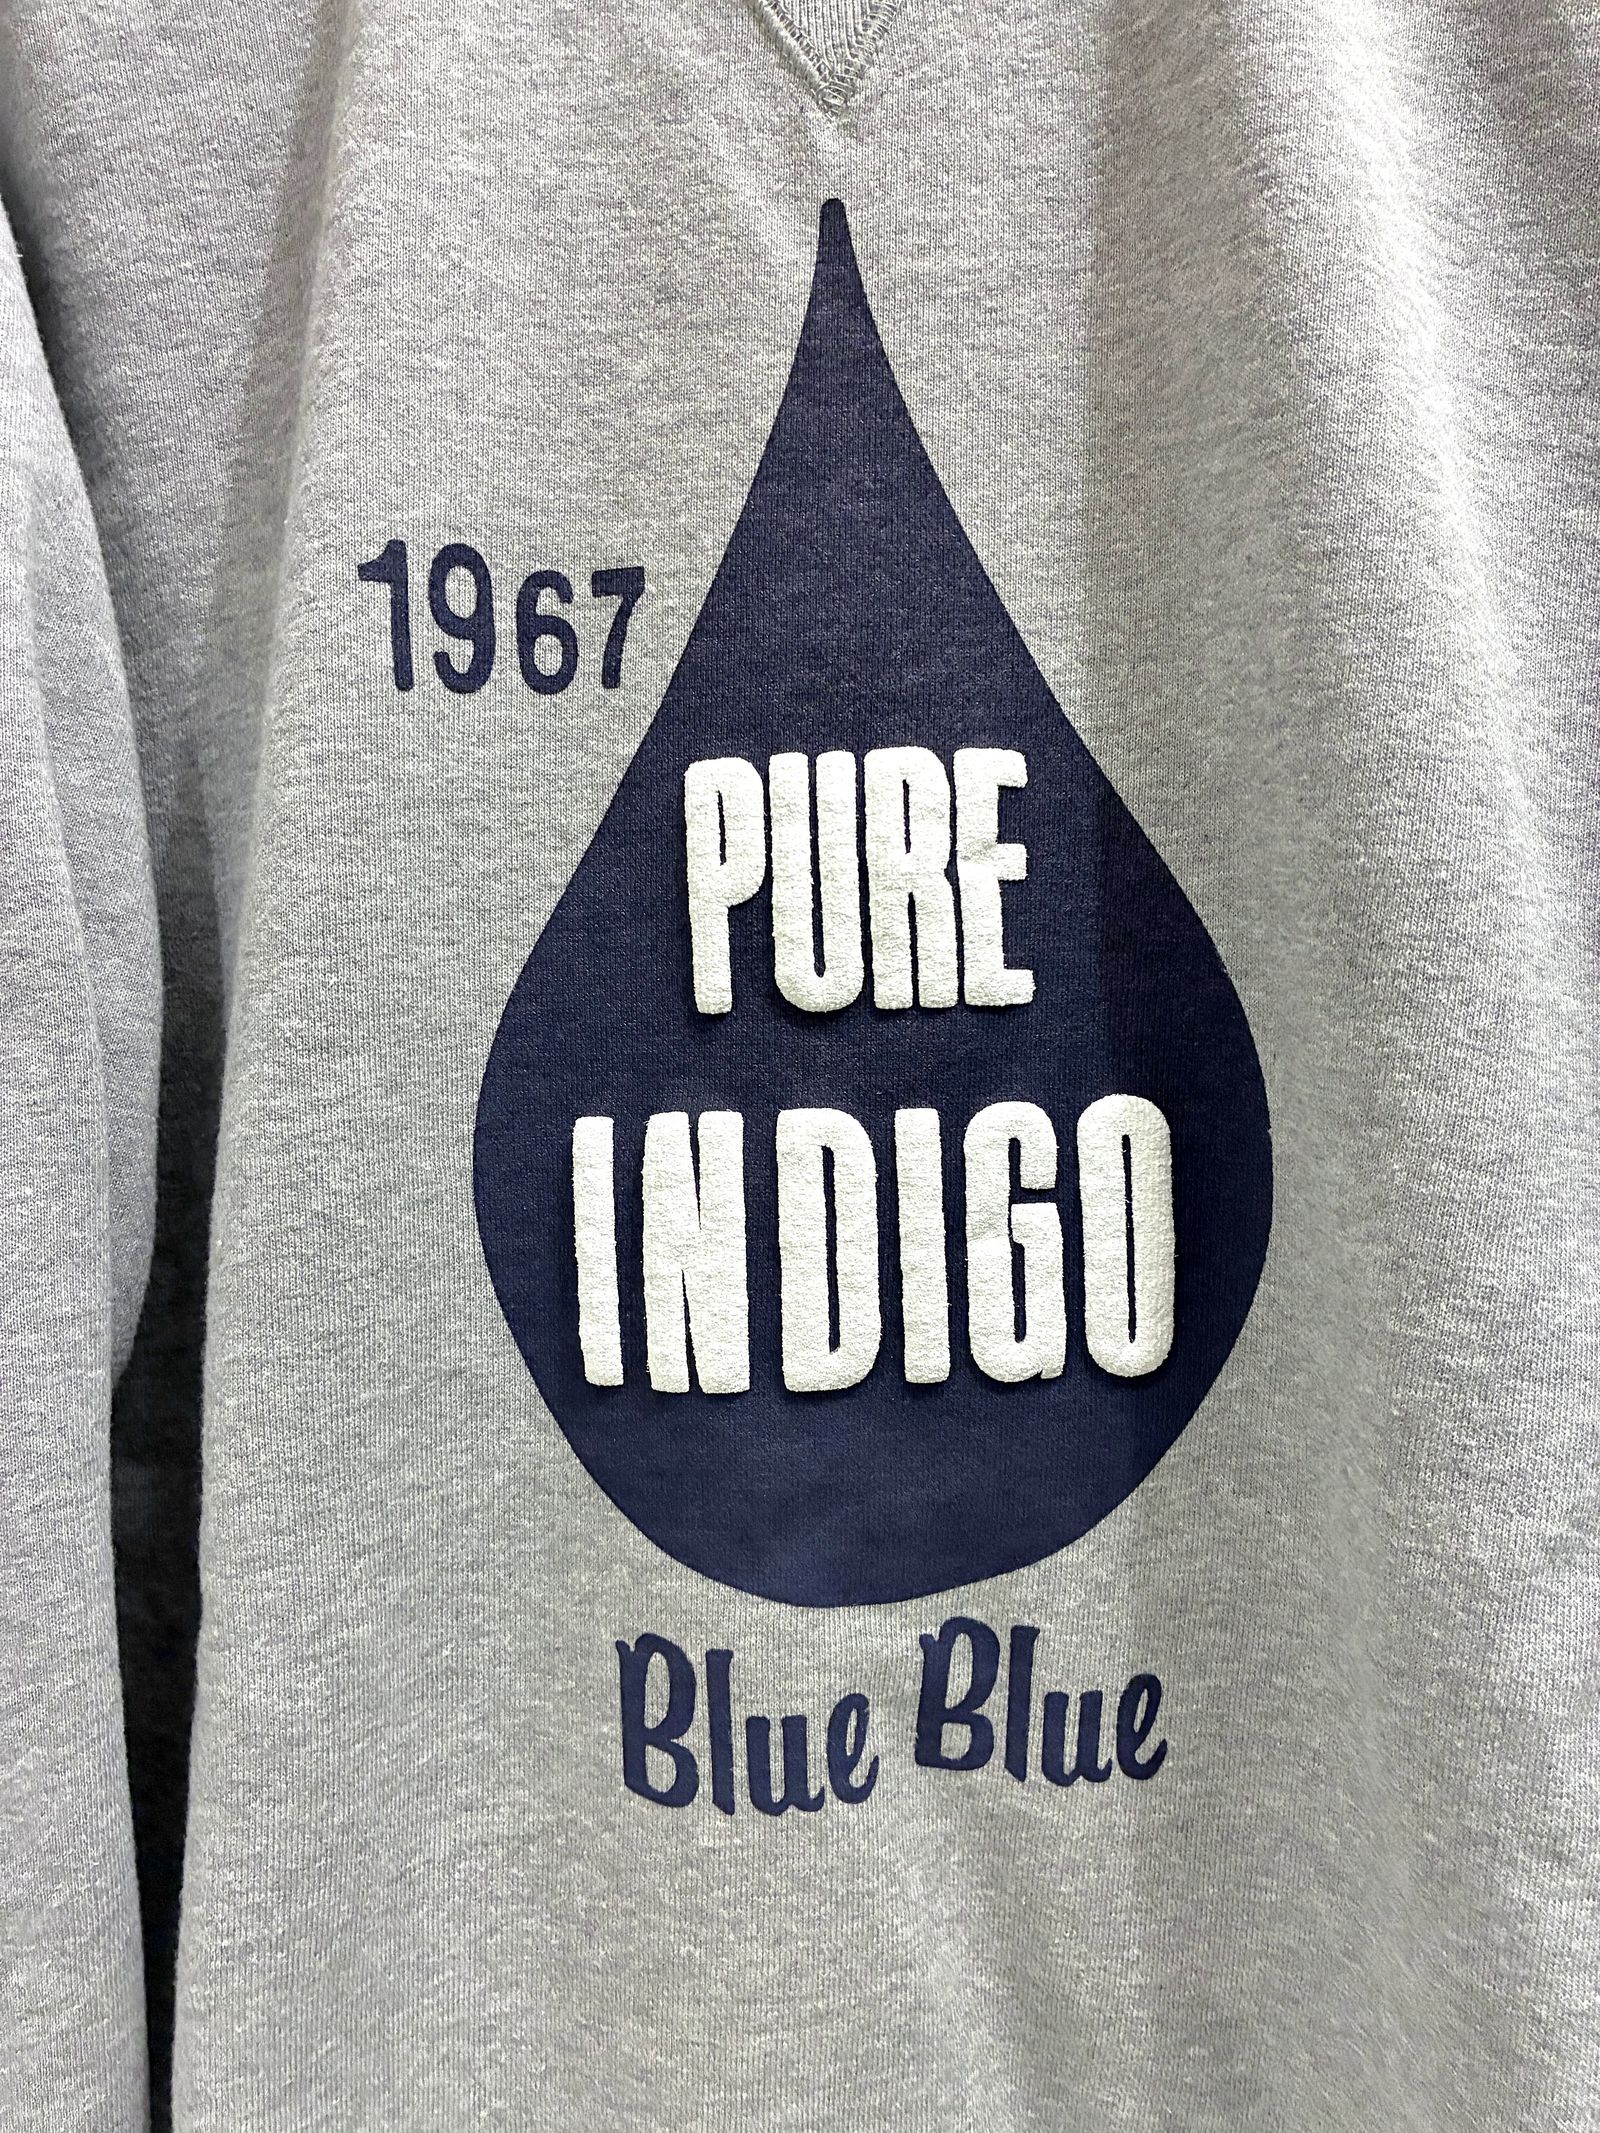 1967
PURE
INDIGO
Blue Blue